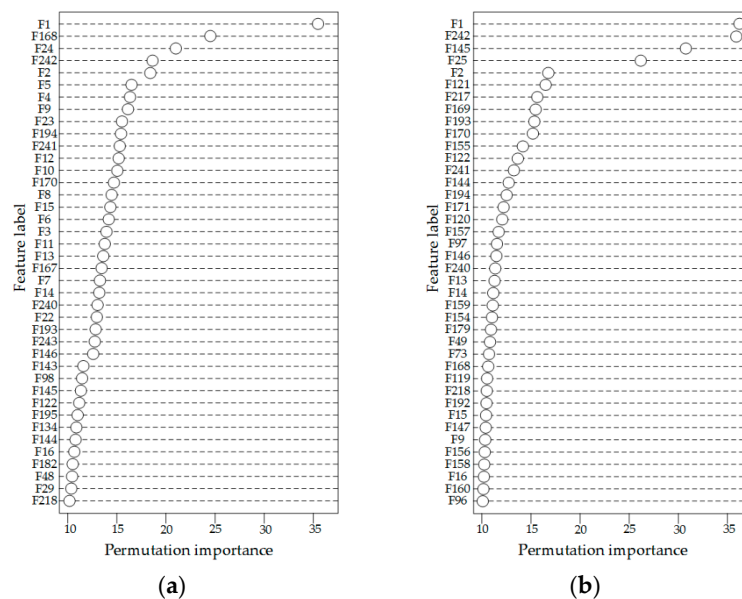 F1
F168
F24
F242
F2
F5
F4
F9
F23
F194
F241
F12
F10
F170
F8
F15
F6
F3
F11
F13
F167
F7
F14
F240
F22
F193
F243
F146
F143
F98
F145
F122
F195
F134
F144
F16
F182
F48
F29
F218
Feature label
10 15 20 25 30 35
Permutation importance
(a)
F1
F242
F145
F25
F2
F121
F217
F169
F193
F170
F155
F122
F241
F144
F194
F171
F120
F157
F97
F146
F240
F13
F14
F159
F154
F179
F49
F73
F168
F119
F218
F192
F15
F147
F9
F156
F158
F16
F160
F96
Feature label
10 15 20 25 30 35
Permutation importance
(b)